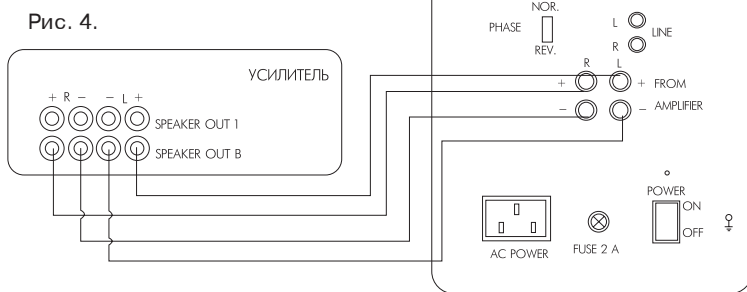 Рис. 4.
УСИЛИТЕЛЬ
+ R – – L +
SPEAKER OUT 1
SPEAKER OUT B
NOR.
PHASE
REV.
L
LINE
R
R L
+ + FROM
– – AMPLIFIER
POWER
ON
OFF
AC POWER
FUSE 2 A